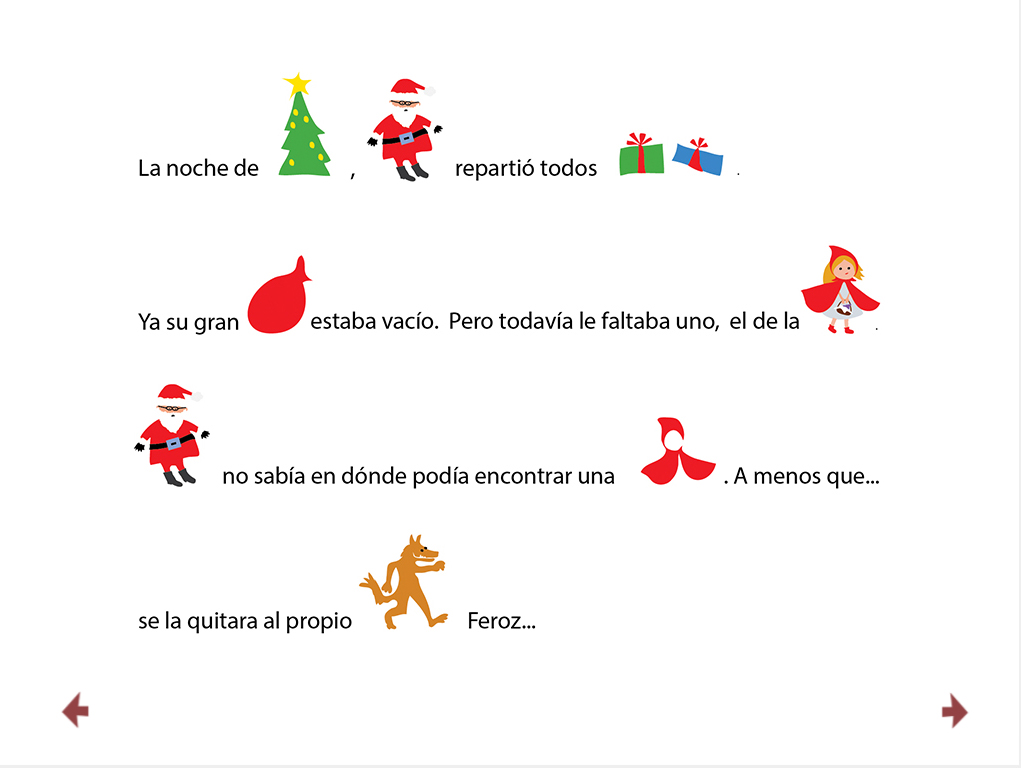 La noche de , repartió todos .
Ya su gran estaba vacío. Pero todavía le faltaba uno, el de la .
no sabía en dónde podía encontrar una . A menos que...
se la quitara al propio Feroz...